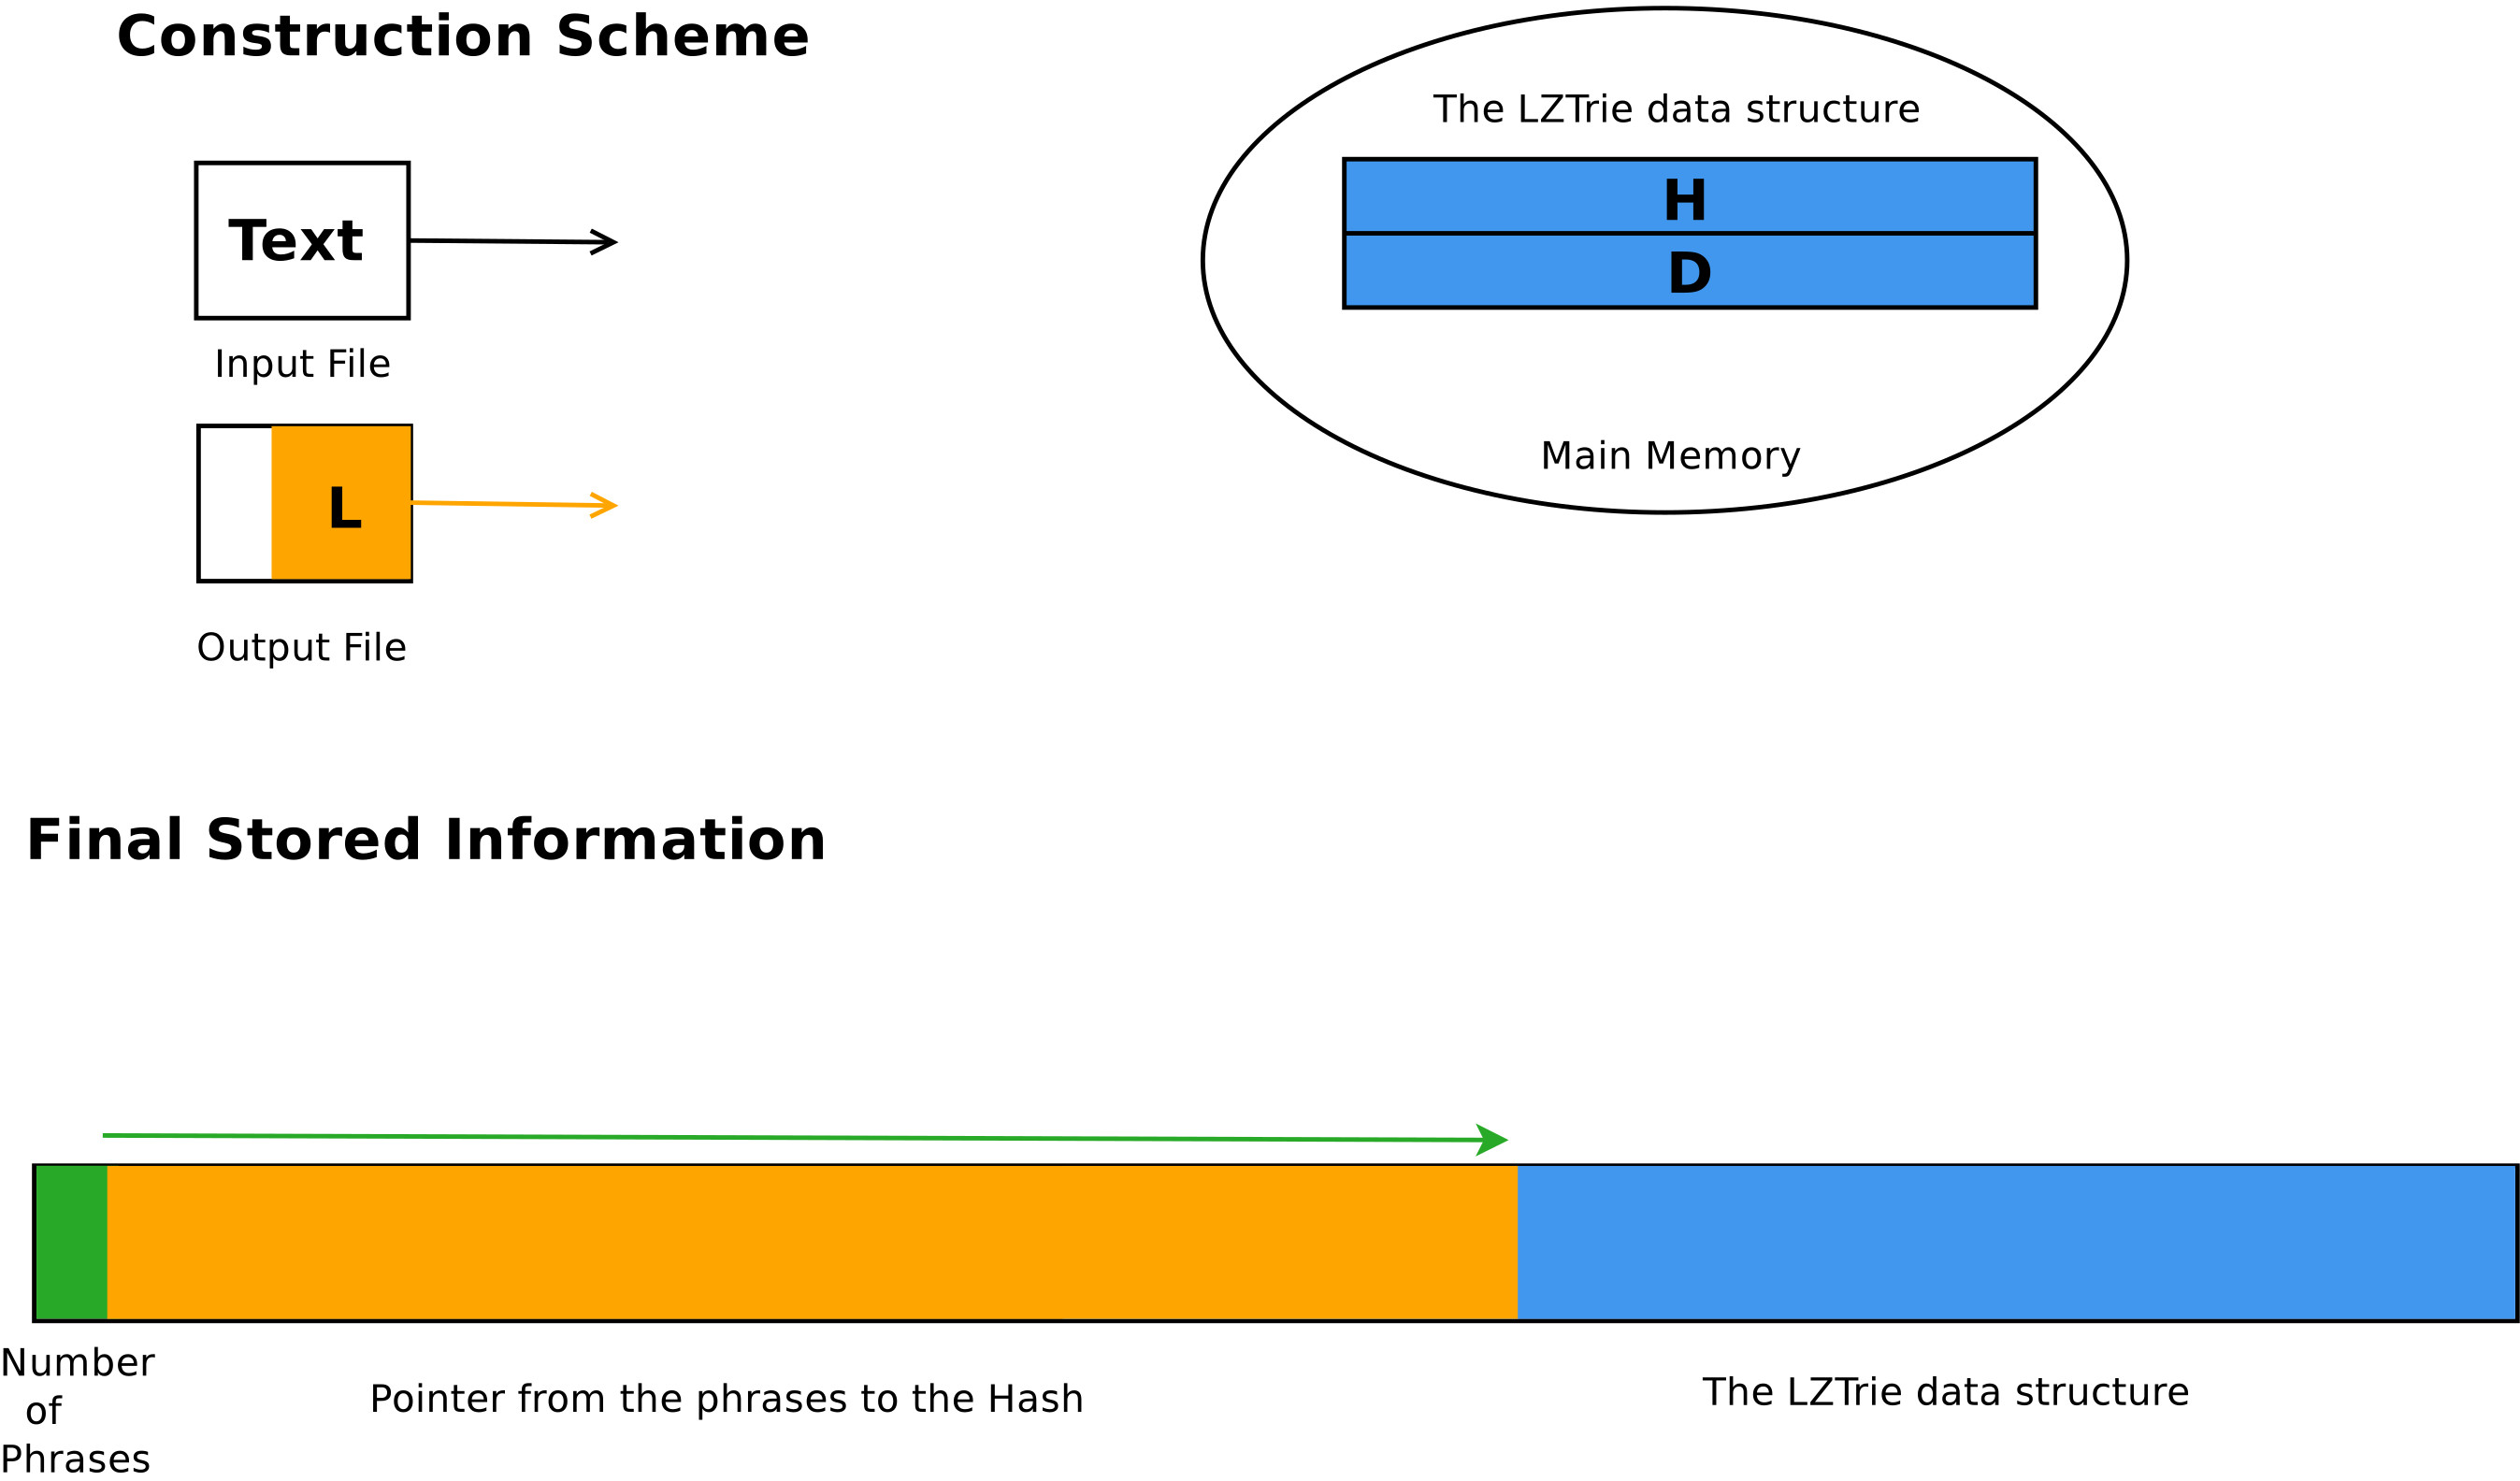 Construction Scheme
The LZTrie data structure
H
D
Text
Input File
Main Memory
L
Output File
Final Stored Information
Number
of
Phrases
Pointer from the phrases to the Hash
The LZTrie data structure